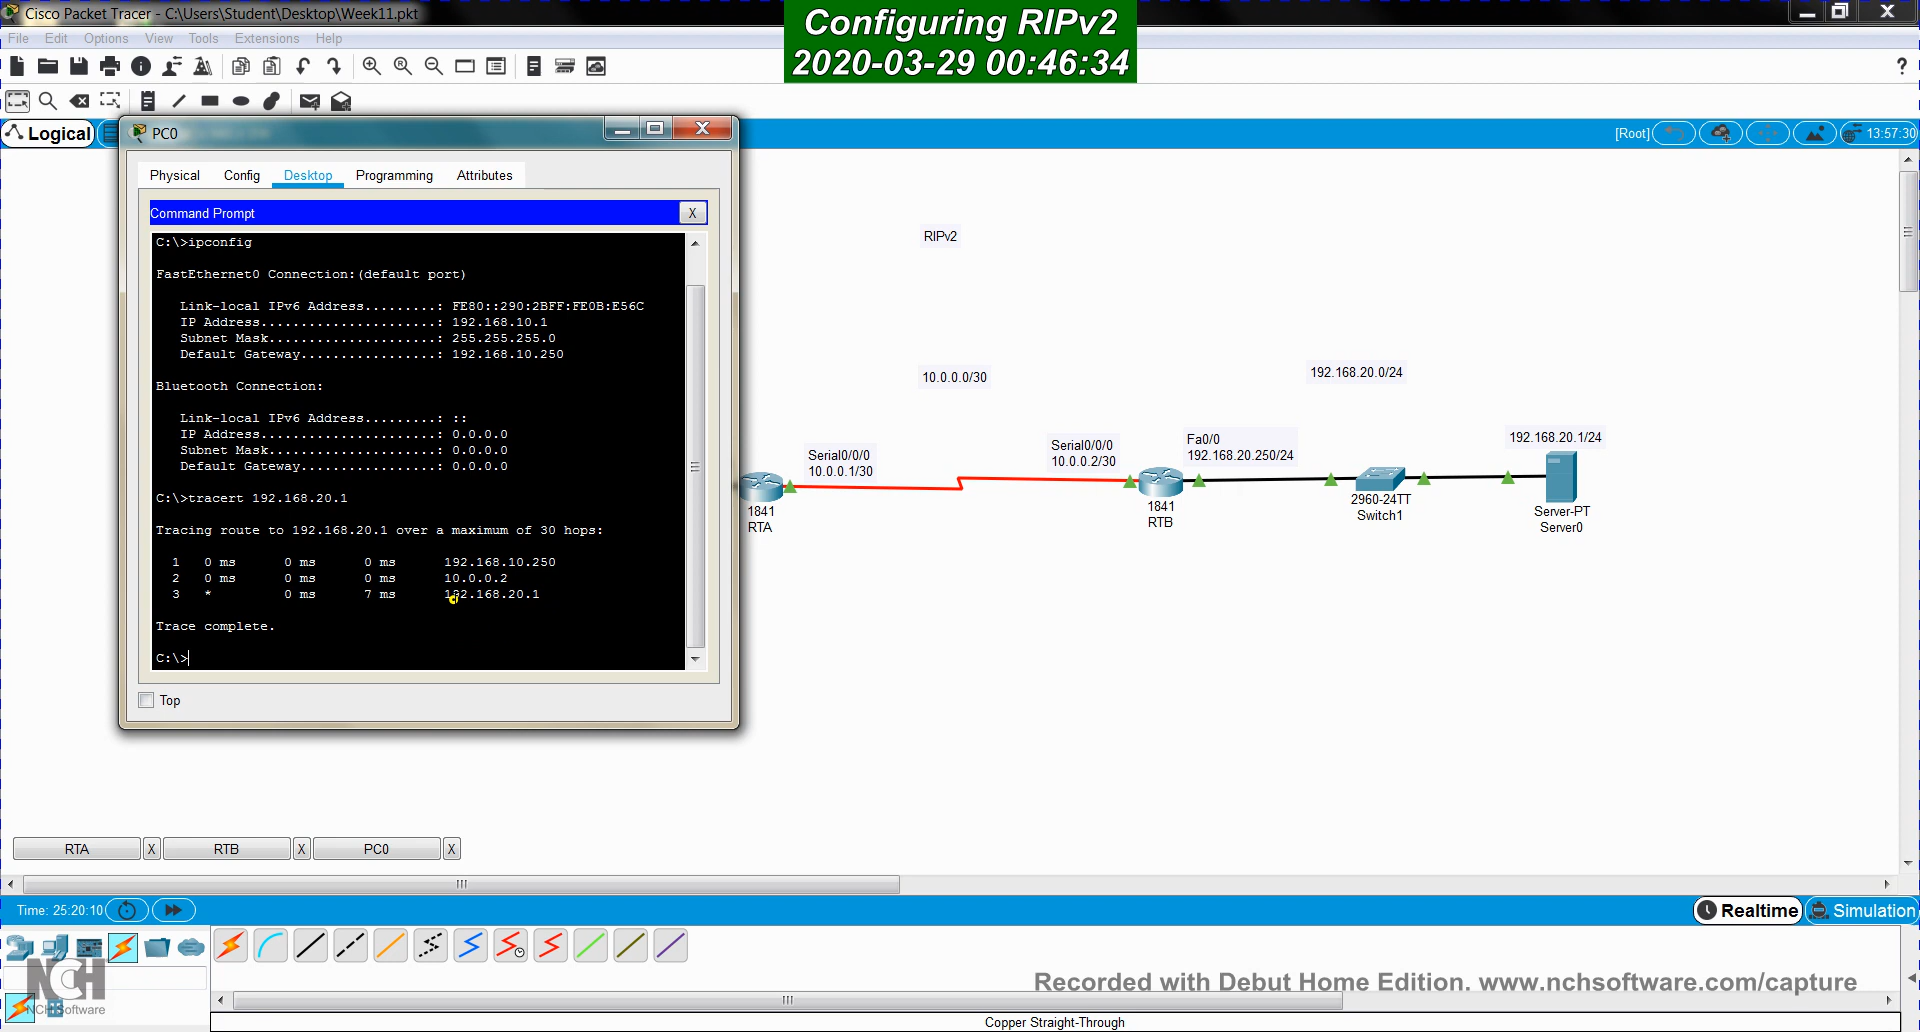 Cisco Packet Tracer - C:\Users\Student\Desktop\Week11.pkt
Configuring RIPv2
2020-03-29 00:46:34
File Edit Options View Tools Extensions Help
?
Logical
[Root]
13:57:30
PC0
Physical Config Desktop Programming Attributes
Command Prompt
X
C:\>ipconfig
FastEthernet0 Connection:(default port)
Link-local IPv6 Address.........: FE80::290:2BFF:FE0B:E56C
IP Address......................: 192.168.10.1
Subnet Mask.....................: 255.255.255.0
Default Gateway.................: 192.168.10.250
Bluetooth Connection:
Link-local IPv6 Address.........: ::
IP Address......................: 0.0.0.0
Subnet Mask.....................: 0.0.0.0
Default Gateway.................: 0.0.0.0
C:\>tracert 192.168.20.1
Tracing route to 192.168.20.1 over a maximum of 30 hops:
1 0 ms 0 ms 0 ms 192.168.10.250
2 0 ms 0 ms 0 ms 10.0.0.2
3 * 0 ms 7 ms 192.168.20.1
Trace complete.
C:\>
Top
RIPv2
10.0.0.0/30
192.168.20.0/24
Serial0/0/0
10.0.0.1/30
Serial0/0/0
10.0.0.2/30
Fa0/0
192.168.20.250/24
192.168.20.1/24
1841
RTA
1841
RTB
2960-24TT
Switch1
Server-PT
Server0
RTA X RTB X PC0 X
Time: 25:20:10
Realtime
Simulation
NCH
NCH Software
Recorded with Debut Home Edition. www.nchsoftware.com/capture
Copper Straight-Through